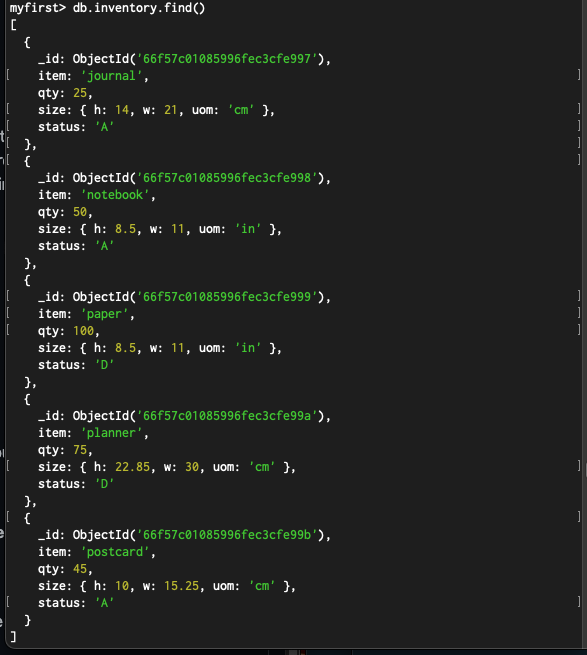 myfirst> db.inventory.find()
[
  {
    _id: ObjectId('66f57c01085996fec3cfe997'),
    item: 'journal',
    qty: 25,
    size: { h: 14, w: 21, uom: 'cm' },
    status: 'A'
  },
  {
    _id: ObjectId('66f57c01085996fec3cfe998'),
    item: 'notebook',
    qty: 50,
    size: { h: 8.5, w: 11, uom: 'in' },
    status: 'A'
  },
  {
    _id: ObjectId('66f57c01085996fec3cfe999'),
    item: 'paper',
    qty: 100,
    size: { h: 8.5, w: 11, uom: 'in' },
    status: 'D'
  },
  {
    _id: ObjectId('66f57c01085996fec3cfe99a'),
    item: 'planner',
    qty: 75,
    size: { h: 22.85, w: 30, uom: 'cm' },
    status: 'D'
  },
  {
    _id: ObjectId('66f57c01085996fec3cfe99b'),
    item: 'postcard',
    qty: 45,
    size: { h: 10, w: 15.25, uom: 'cm' },
    status: 'A'
  }
]